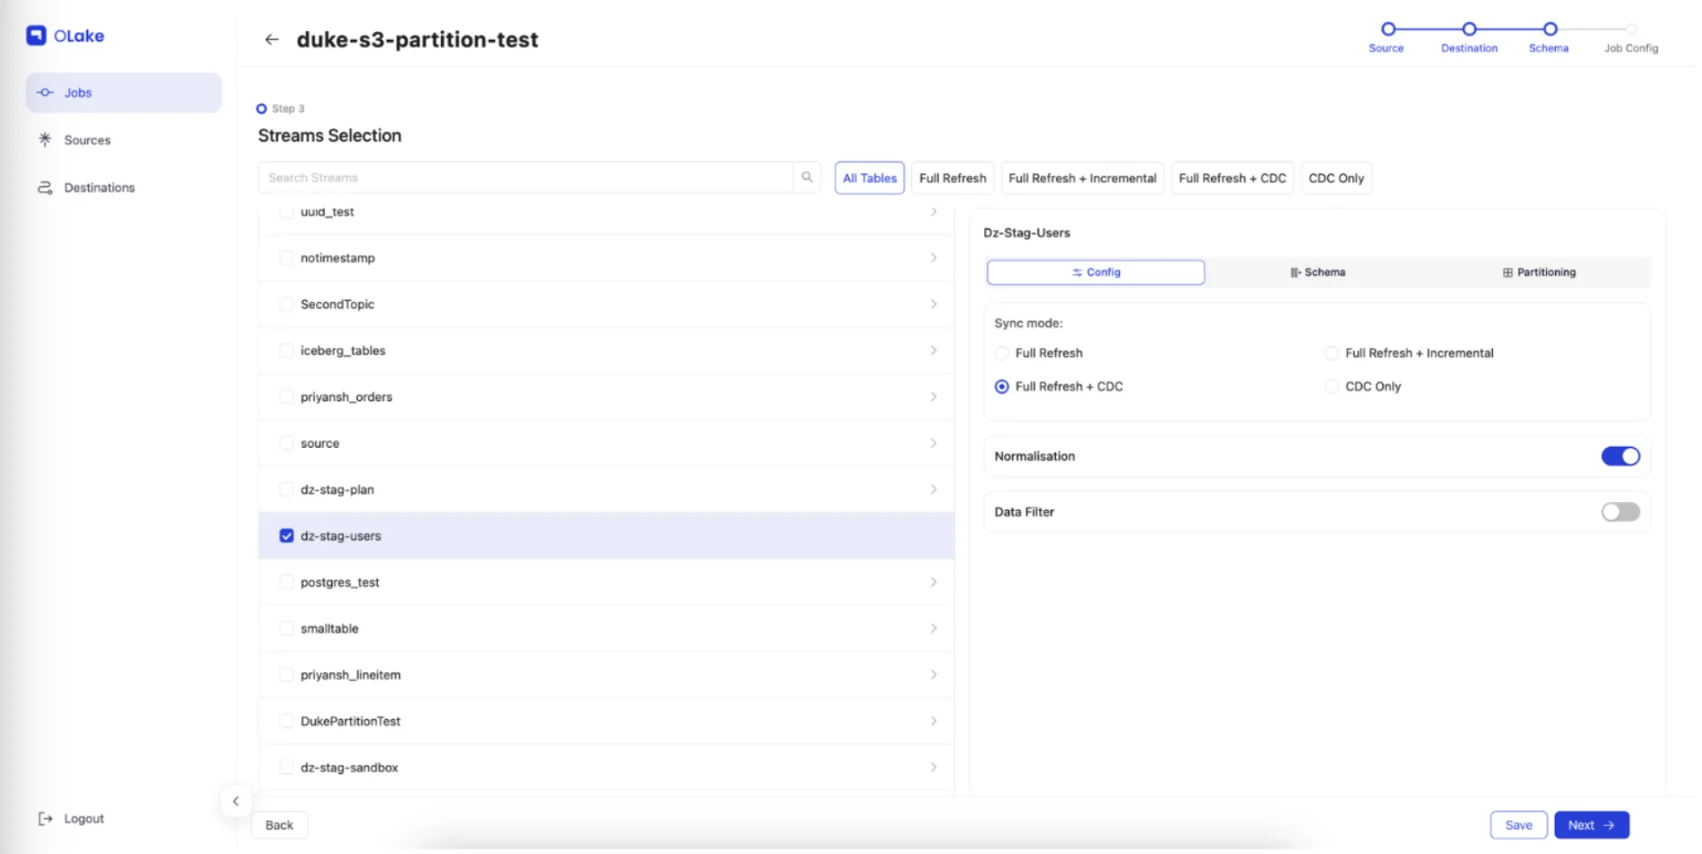 OLake
Jobs
Sources
Destinations
Logout
duke-s3-partition-test
Source
Destination
Schema
Job Config
Step 3
Streams Selection
Search Streams
All Tables
Full Refresh
Full Refresh + Incremental
Full Refresh + CDC
CDC Only
uuid_test
notimestamp
SecondTopic
iceberg_tables
priyansh_orders
source
dz-stag-plan
dz-stag-users
postgres_test
smalltable
priyansh_lineitem
DukePartitionTest
dz-stag-sandbox
Dz-Stag-Users
Config
Schema
Partitioning
Sync mode:
Full Refresh
Full Refresh + Incremental
Full Refresh + CDC
CDC Only
Normalisation
Data Filter
Back
Save
Next